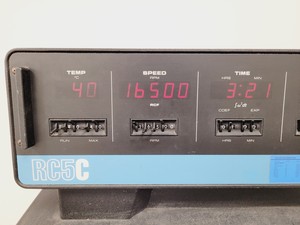 TEMP SPEED TIME
°C RPM HRS MIN.
40 16500 3:21
RCF
COMP EXP
RUN MAX RPM HRS MIN.
RC5C